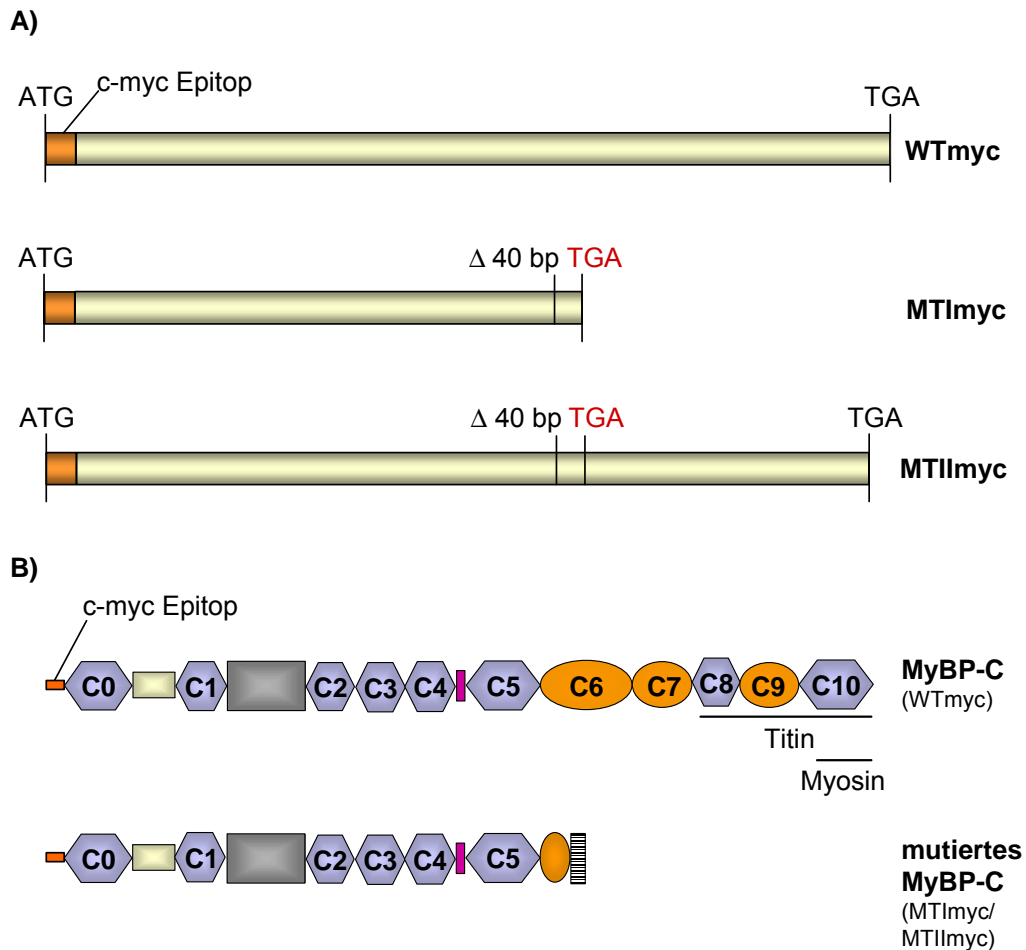 A)
c-myc Epitop
ATG TGA
WTmyc
ATG Δ 40 bp TGA
MTImyc
ATG Δ 40 bp TGA TGA
MTIImyc
B)
c-myc Epitop
C0 C1 C2 C3 C4 C5 C6 C7 C8 C9 C10
MyBP-C
(WTmyc)
Titin
Myosin
C0 C1 C2 C3 C4 C5
mutiertes
MyBP-C
(MTImyc/
MTIImyc)